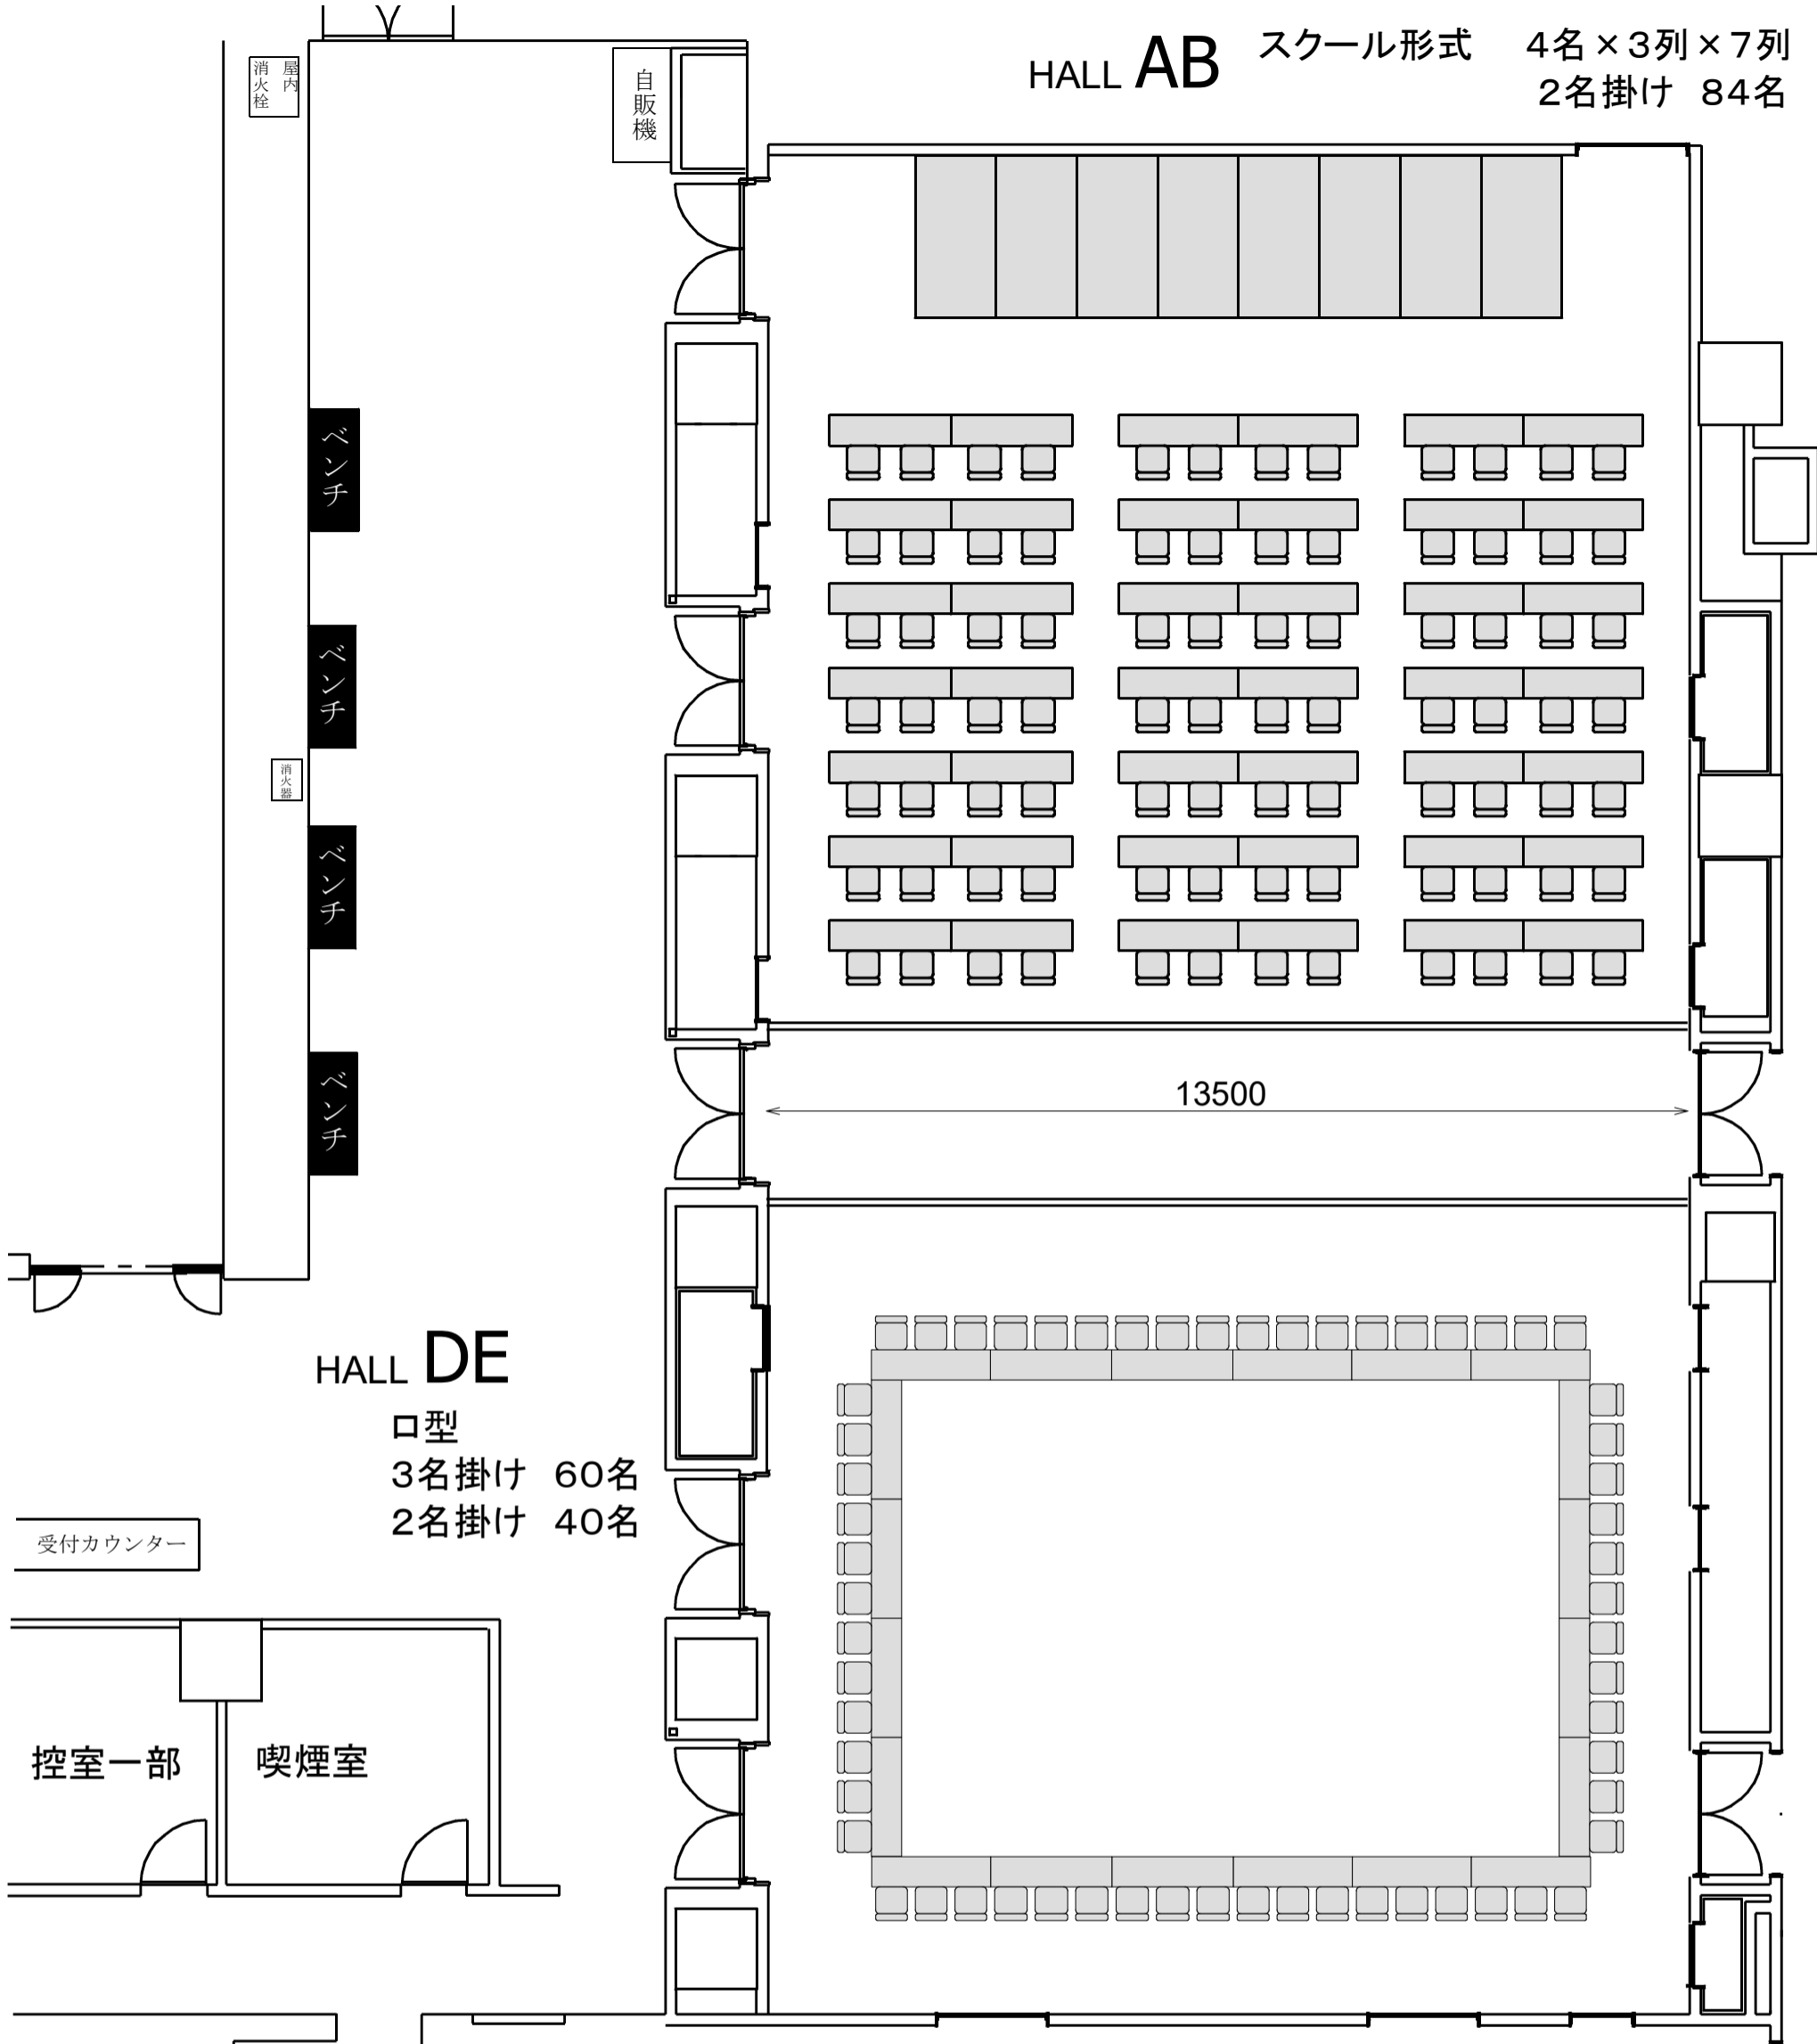 HALL AB スクール形式 4名×3列×7列
2名掛け 84名
屋内
消火栓
自販機
ベンチ
ベンチ
消火器
ベンチ
ベンチ
13500
HALL DE
ロ型
3名掛け 60名
2名掛け 40名
受付カウンター
控室一部
喫煙室